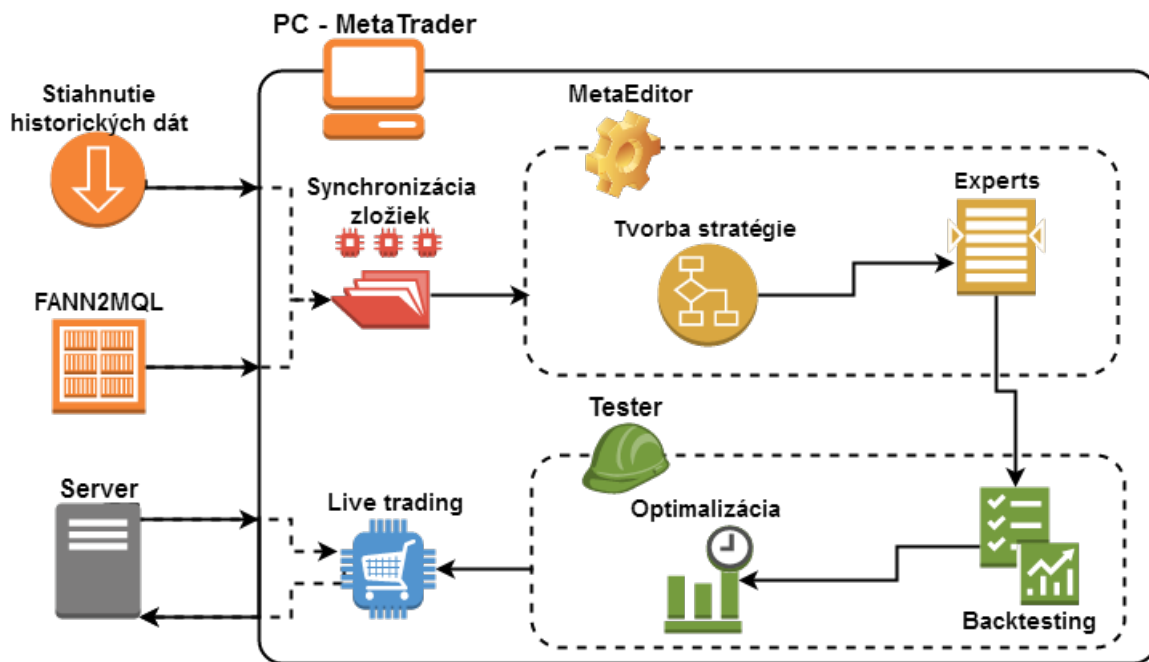 PC - MetaTrader
Stiahnutie
historických dát
MetaEditor
Synchronizácia
zložiek
Experts
Tvorba stratégie
FANN2MQL
Tester
Server
Live trading
Optimalizácia
Backtesting